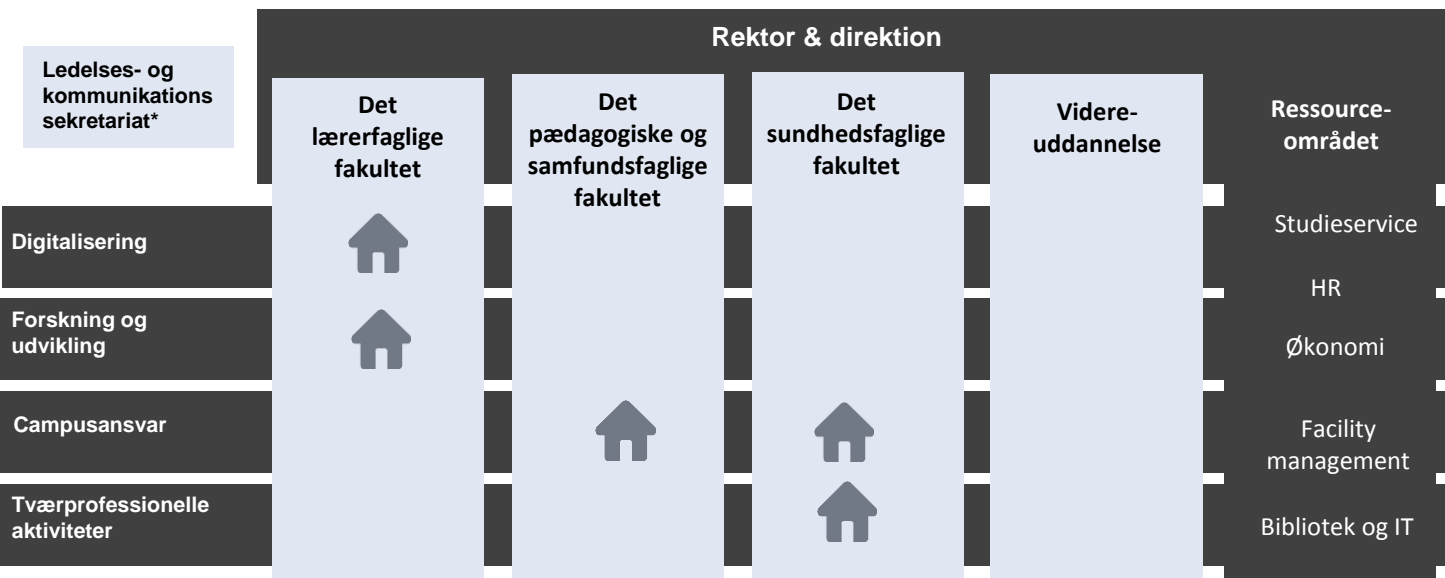 Rektor & direktion
Ledelses- og
kommunikations
sekretariat*
Det
lærerfaglige
fakultet
Det
pædagogiske og
samfundsfaglige
fakultet
Det
sundhedsfaglige
fakultet
Videre-
uddannelse
Ressource-
området
Digitalisering
Studieservice
HR
Forskning og
udvikling
Økonomi
Campusansvar
Facility
management
Tværprofessionelle
aktiviteter
Bibliotek og IT